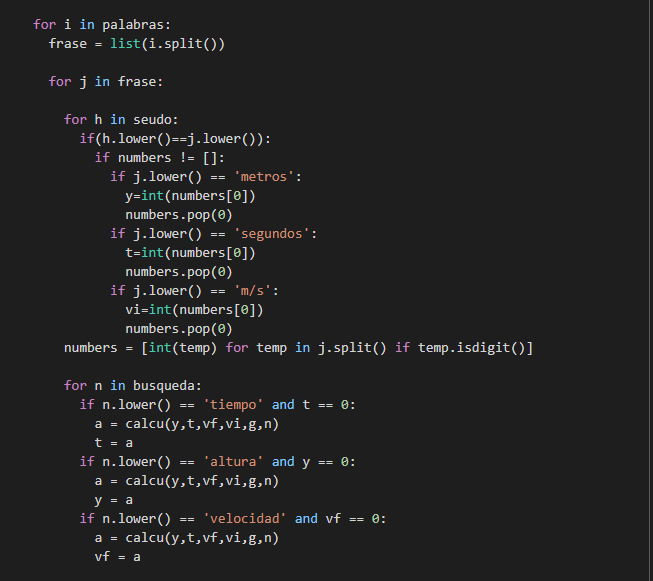 for i in palabras:
  frase = list(i.split())

  for j in frase:

    for h in seudo:
      if(h.lower()==j.lower()):
        if numbers != []:
          if j.lower() == 'metros':
            y=int(numbers[0])
            numbers.pop(0)
          if j.lower() == 'segundos':
            t=int(numbers[0])
            numbers.pop(0)
          if j.lower() == 'm/s':
            vi=int(numbers[0])
            numbers.pop(0)
    numbers = [int(temp) for temp in j.split() if temp.isdigit()]

    for n in busqueda:
      if n.lower() == 'tiempo' and t == 0:
        a = calcu(y,t,vf,vi,g,n)
        t = a
      if n.lower() == 'altura' and y == 0:
        a = calcu(y,t,vf,vi,g,n)
        y = a
      if n.lower() == 'velocidad' and vf == 0:
        a = calcu(y,t,vf,vi,g,n)
        vf = a